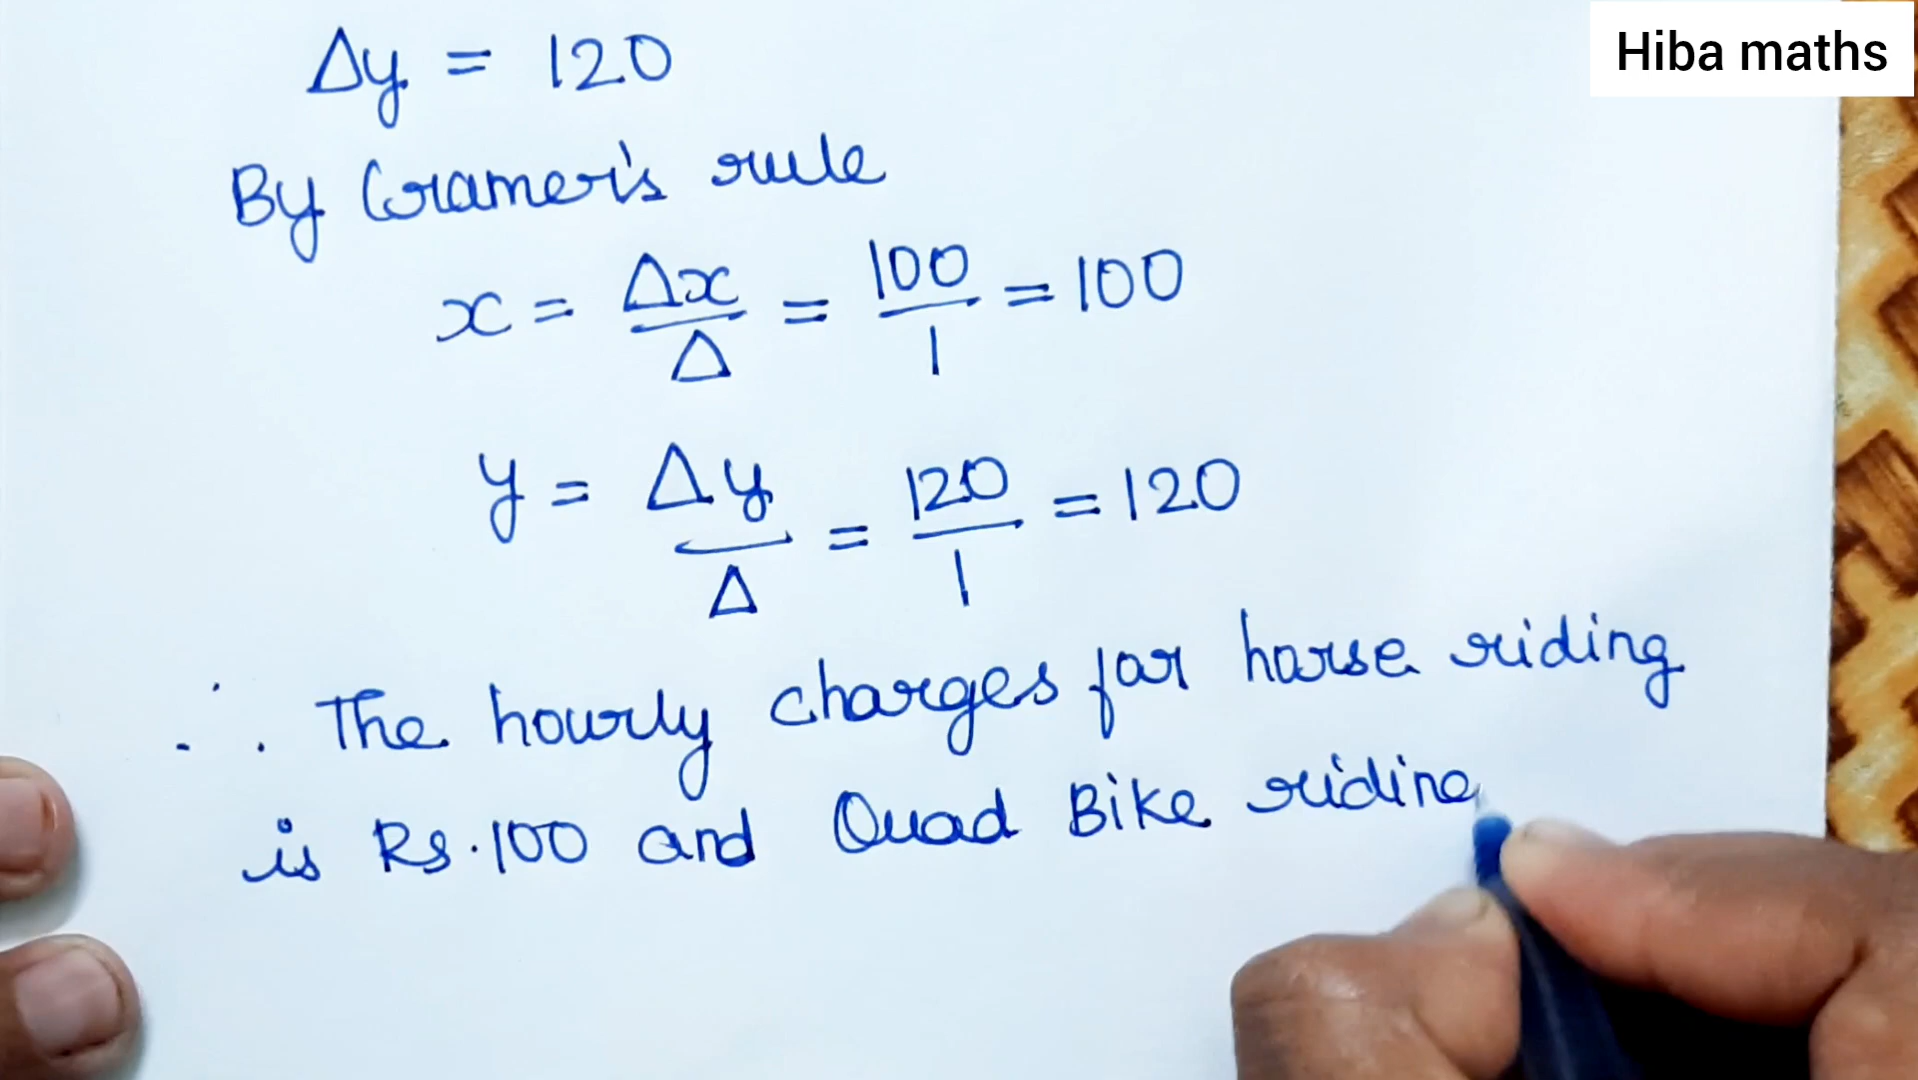 Hiba maths
Δy = 120
By Cramer's rule
x = Δx/Δ = 100/1 = 100
y = Δy/Δ = 120/1 = 120
∴ The hourly charges for horse riding
is Rs.100 and Quad Bike riding